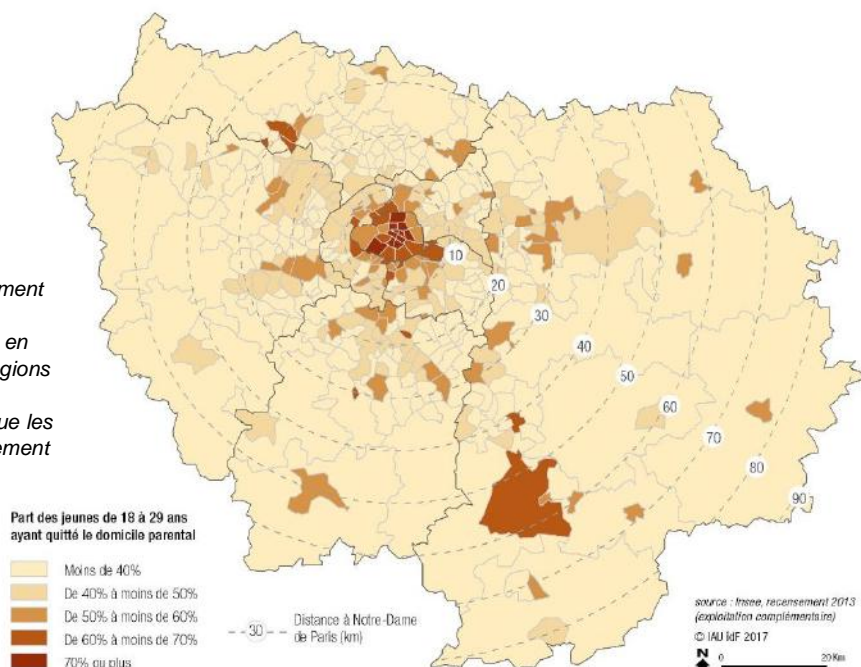 ment
en
gions
ue les
ement
10
20
30
40
50
60
70
80
90
Part des jeunes de 18 à 29 ans
ayant quitté le domicile parental
Moins de 40%
De 40% à moins de 50%
De 50% à moins de 60%
De 60% à moins de 70%
70% ou plus
30
Distance à Notre-Dame
de Paris (km)
source : Insee, recensement 2013
(exploitation complémentaire)
© IAU îdF 2017
N 0 20 Km